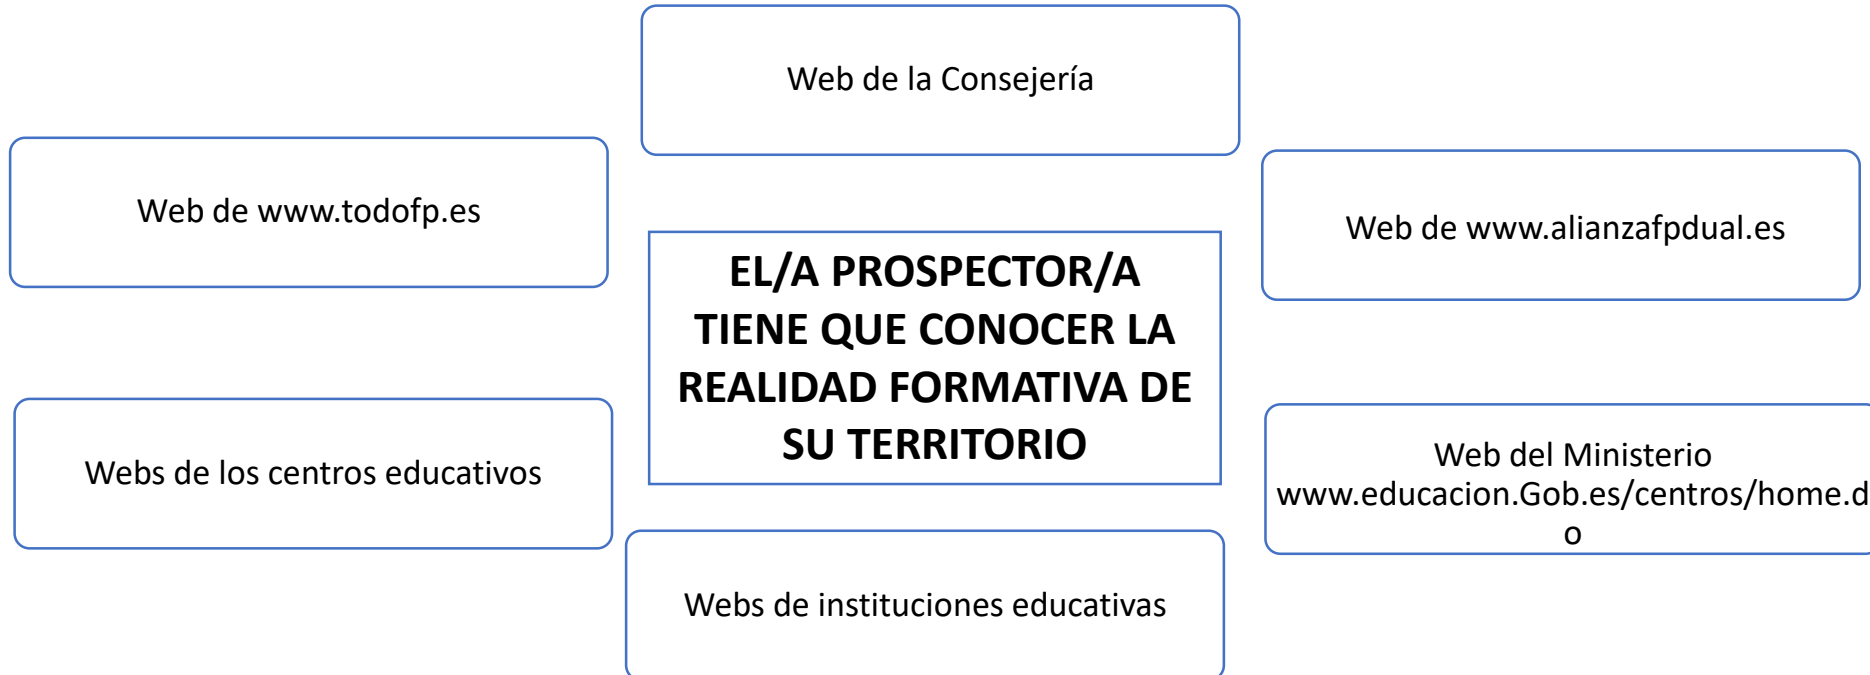 Web de la Consejería
Web de www.todofp.es
Web de www.alianzafpdual.es
EL/A PROSPECTOR/A
TIENE QUE CONOCER LA
REALIDAD FORMATIVA DE
SU TERRITORIO
Webs de los centros educativos
Web del Ministerio
www.educacion.Gob.es/centros/home.d
o
Webs de instituciones educativas